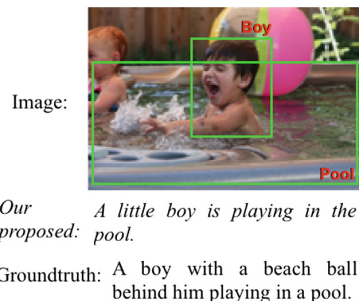 Boy
Image:
Pool
Our A little boy is playing in the
proposed: pool.
Groundtruth: A boy with a beach ball
behind him playing in a pool.